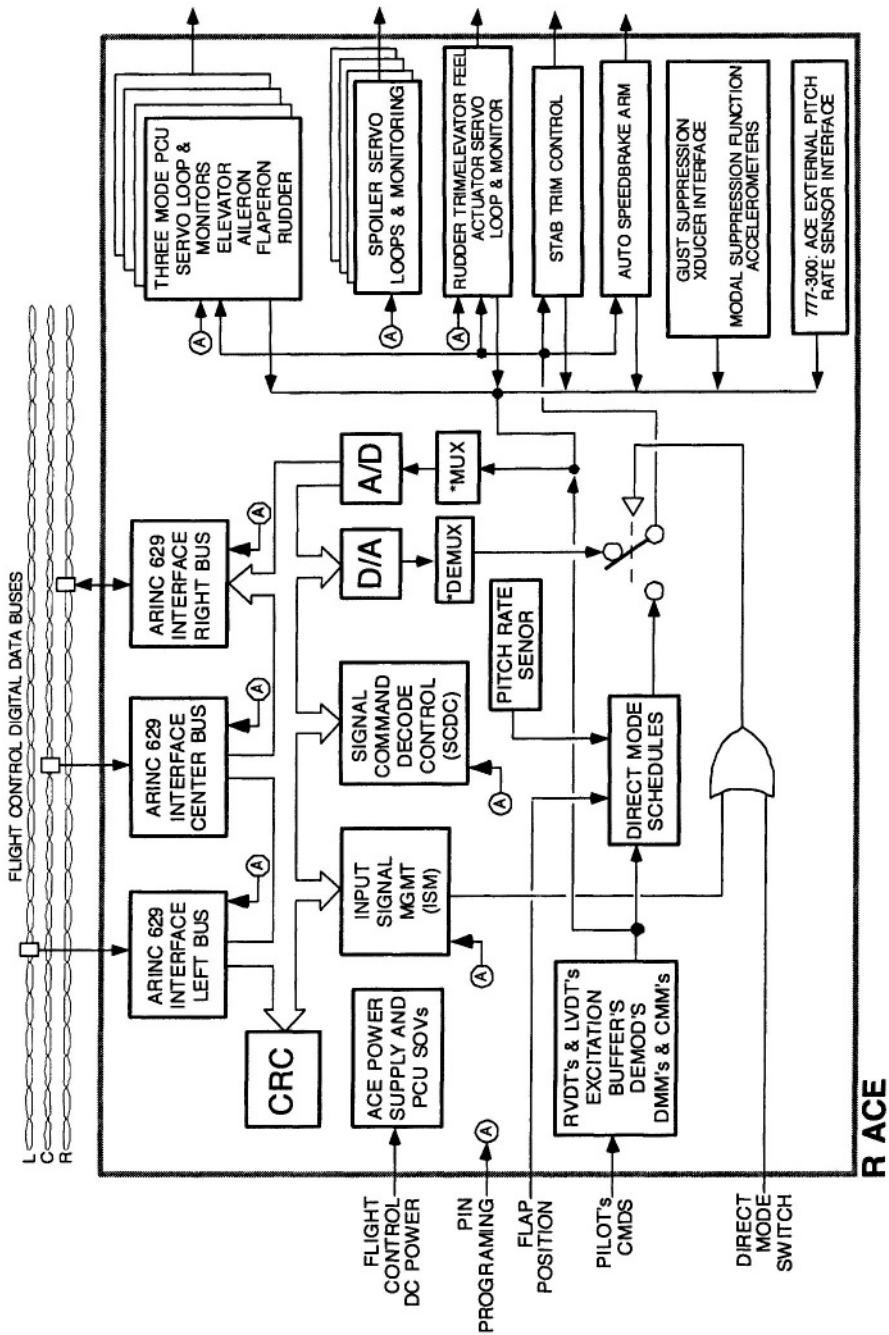 FLIGHT CONTROL DIGITAL DATA BUSES
L
C
R
ARINC 629
INTERFACE
LEFT BUS
A
ARINC 629
INTERFACE
CENTER BUS
A
ARINC 629
INTERFACE
RIGHT BUS
A
CRC
ACE POWER
SUPPLY AND
PCU SOVs
INPUT
SIGNAL
MGMT
(ISM)
A
SIGNAL
COMMAND
DECODE
CONTROL
(SCDC)
A
D/A
A/D
*DEMUX
*MUX
PITCH RATE
SENOR
DIRECT MODE
SCHEDULES
RVDT's & LVDT's
EXCITATION
BUFFER'S
DEMOD'S
DMM's & CMM's
FLIGHT
CONTROL
DC POWER
PIN
PROGRAMING
A
FLAP
POSITION
PILOT's
CMDS
DIRECT
MODE
SWITCH
THREE MODE PCU
SERVO LOOP &
MONITORS
ELEVATOR
AILERON
FLAPERON
RUDDER
A
SPOILER SERVO
LOOPS & MONITORING
A
RUDDER TRIM/ELEVATOR FEEL
ACTUATOR SERVO
LOOP & MONITOR
A
STAB TRIM CONTROL
AUTO SPEEDBRAKE ARM
GUST SUPPRESSION
XDUCER INTERFACE
MODAL SUPPRESSION FUNCTION
ACCELEROMETERS
777-300: ACE EXTERNAL PITCH
RATE SENSOR INTERFACE
R ACE